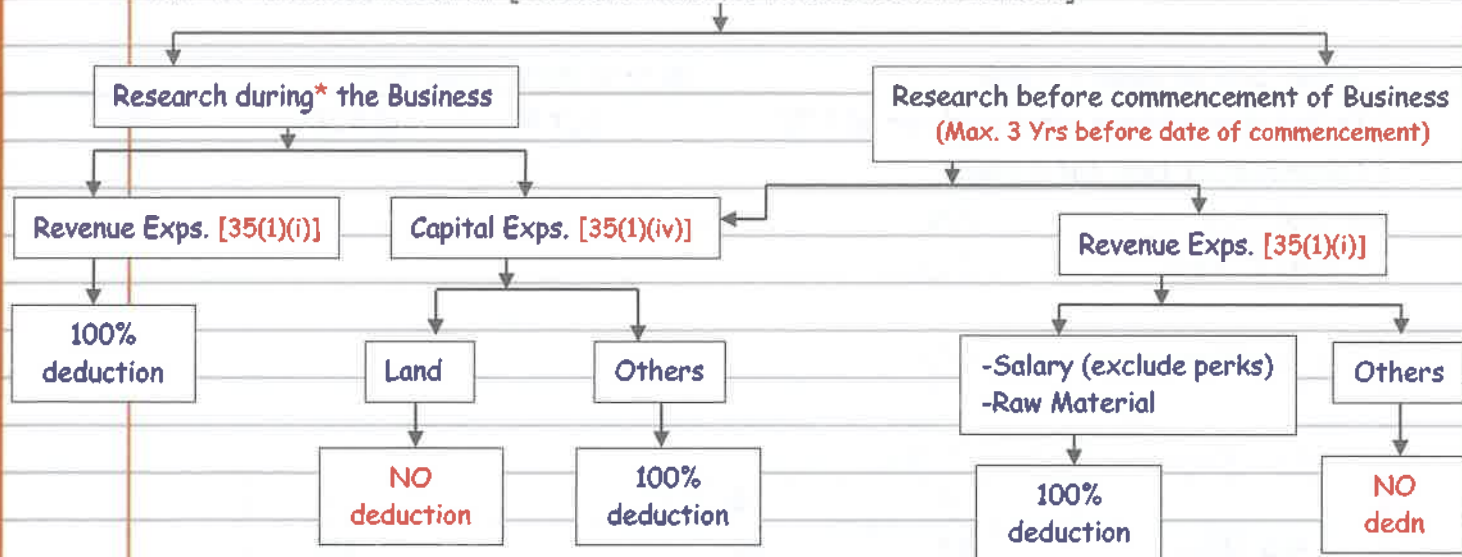 Research during* the Business
Research before commencement of Business
(Max. 3 Yrs before date of commencement)
Revenue Exps. [35(1)(i)]
Capital Exps. [35(1)(iv)]
Revenue Exps. [35(1)(i)]
100%
deduction
Land
Others
-Salary (exclude perks)
-Raw Material
Others
NO
deduction
100%
deduction
100%
deduction
NO
dedn